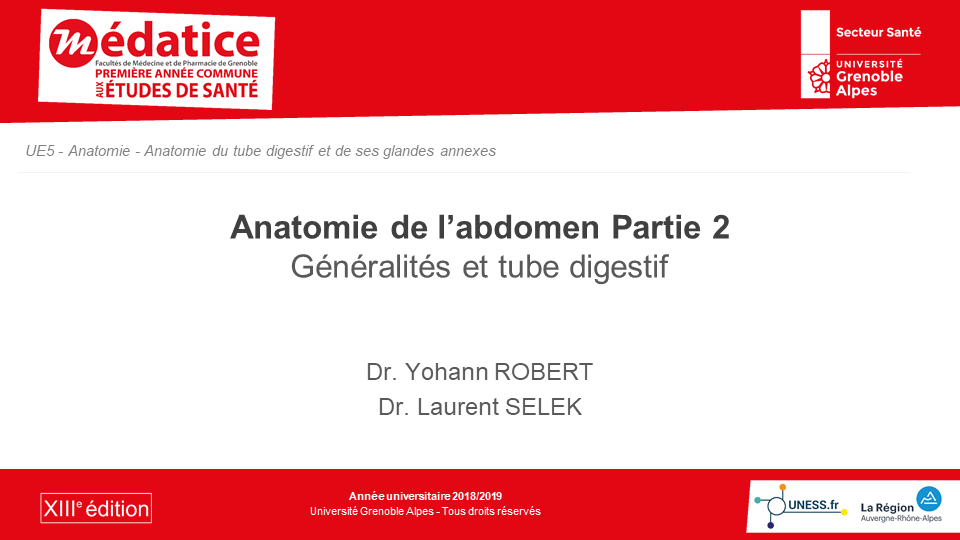 médatice
Facultés de Médecine et de Pharmacie de Grenoble
PREMIÈRE ANNÉE COMMUNE
AUX ÉTUDES DE SANTÉ
Secteur Santé
UNIVERSITÉ
Grenoble
Alpes
UE5 - Anatomie - Anatomie du tube digestif et de ses glandes annexes
Anatomie de l’abdomen Partie 2
Généralités et tube digestif
Dr. Yohann ROBERT
Dr. Laurent SELEK
XIIIe édition
Année universitaire 2018/2019
Université Grenoble Alpes - Tous droits réservés
UNESS.fr
La Région
Auvergne-Rhône-Alpes